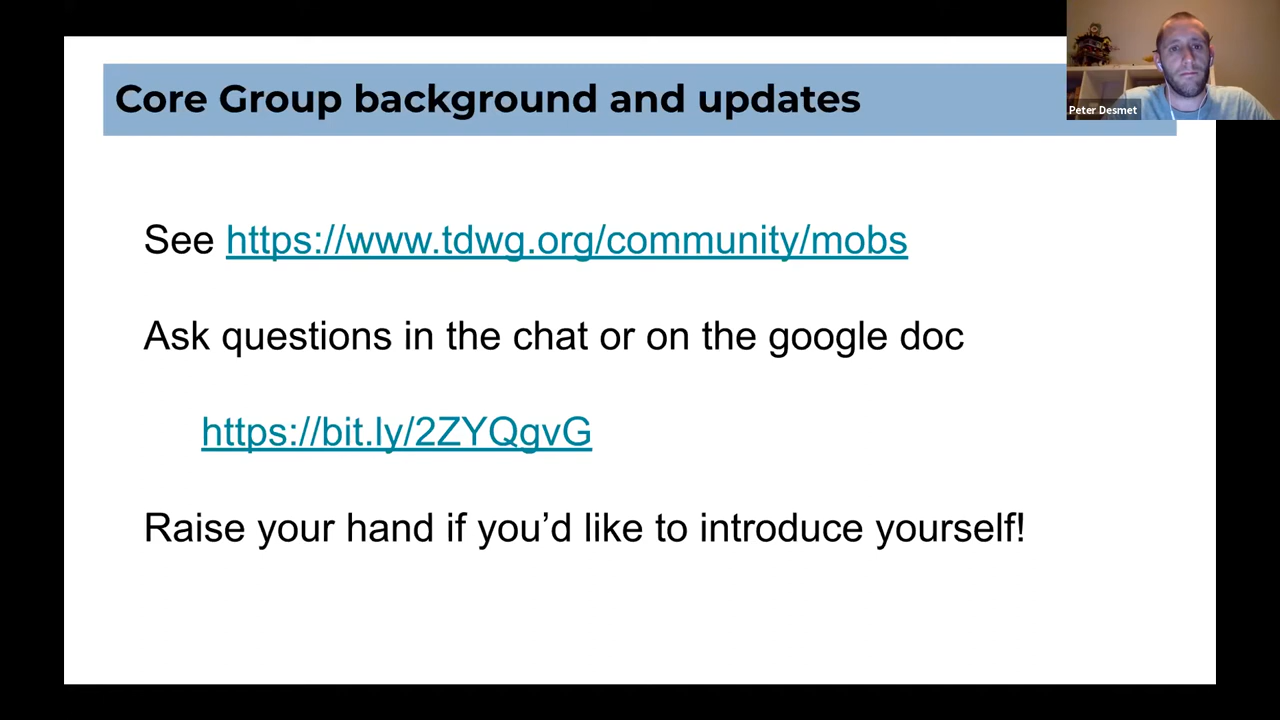 Core Group background and updates
Peter Desmet
See https://www.tdwg.org/community/mobs
Ask questions in the chat or on the google doc
https://bit.ly/2ZYQgvG
Raise your hand if you’d like to introduce yourself!